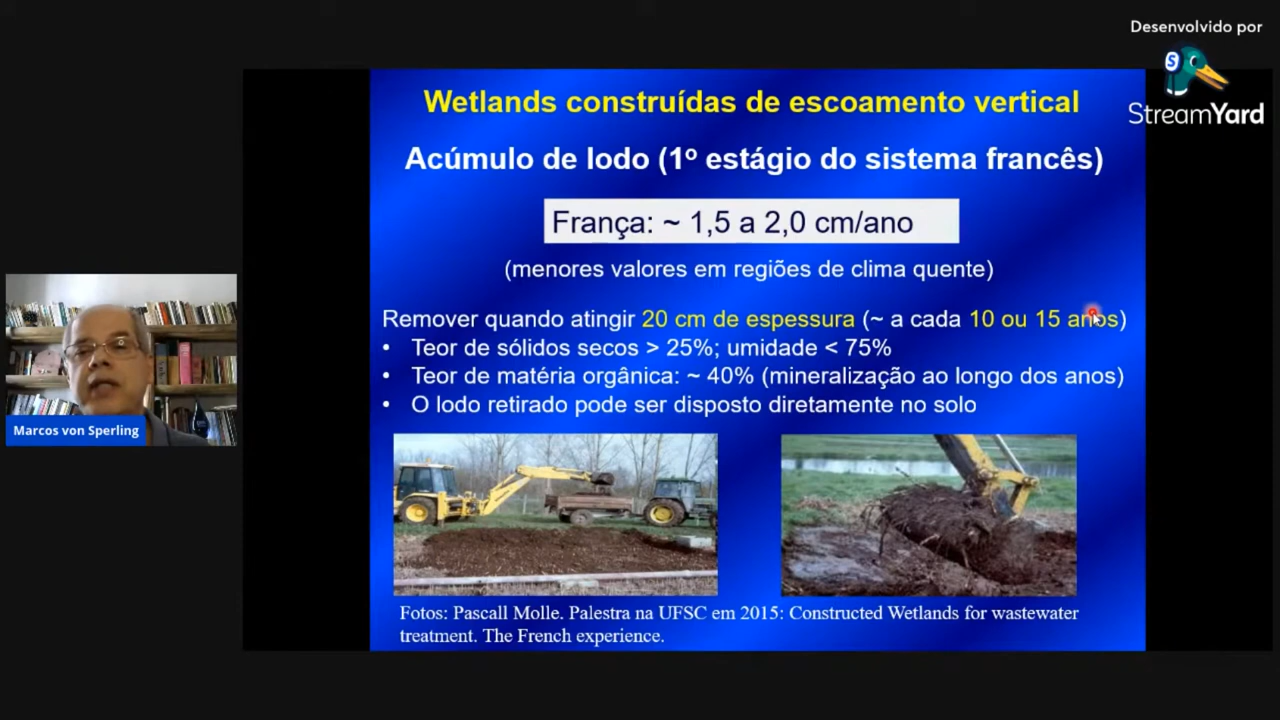 Desenvolvido por
StreamYard
Wetlands construídas de escoamento vertical
Acúmulo de lodo (1º estágio do sistema francês)
França: ~ 1,5 a 2,0 cm/ano
(menores valores em regiões de clima quente)
Remover quando atingir 20 cm de espessura (~ a cada 10 ou 15 anos)
• Teor de sólidos secos > 25%; umidade < 75%
• Teor de matéria orgânica: ~ 40% (mineralização ao longo dos anos)
• O lodo retirado pode ser disposto diretamente no solo
Marcos von Sperling
Fotos: Pascall Molle. Palestra na UFSC em 2015: Constructed Wetlands for wastewater
treatment. The French experience.